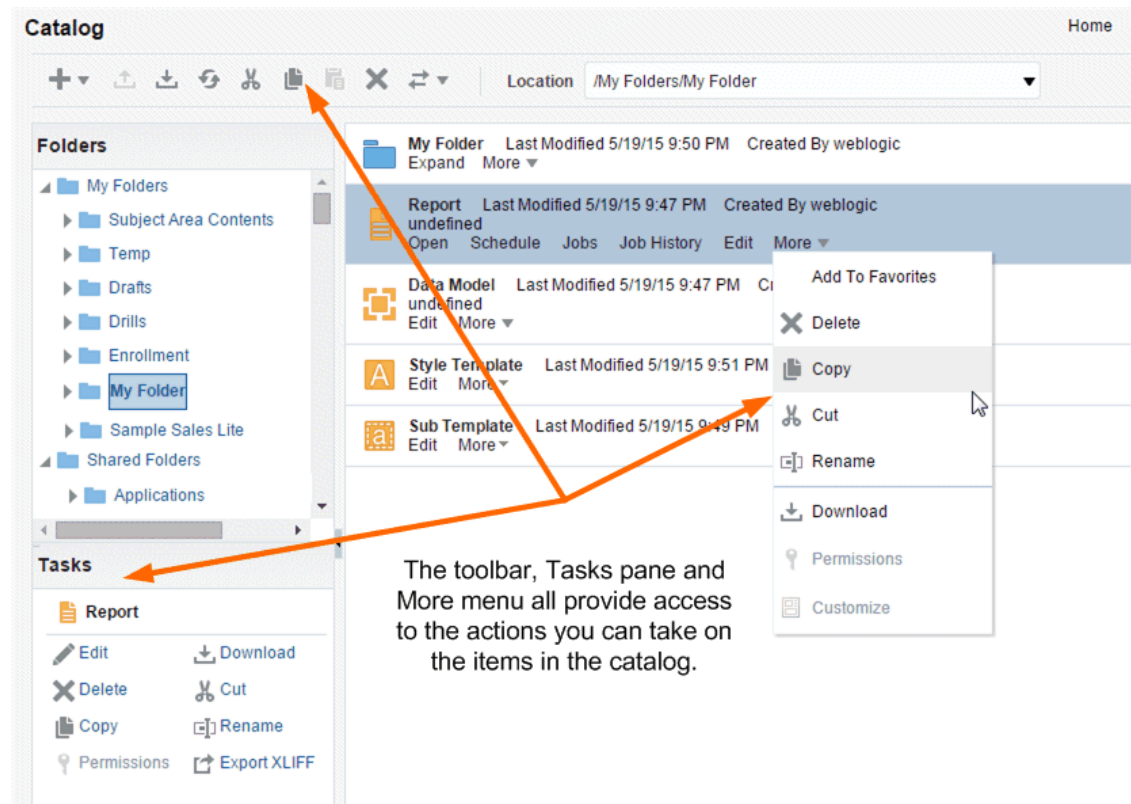 Catalog
Home
Location /My Folders/My Folder
Folders
My Folders
Subject Area Contents
Temp
Drafts
Drills
Enrollment
My Folder
Sample Sales Lite
Shared Folders
Applications
My Folder Last Modified 5/19/15 9:50 PM Created By weblogic
Expand More
Report Last Modified 5/19/15 9:47 PM Created By weblogic
undefined
Open Schedule Jobs Job History Edit More
Data Model Last Modified 5/19/15 9:47 PM
undefined
Edit More
Style Template Last Modified 5/19/15 9:51 PM
Edit More
Sub Template Last Modified 5/19/15 9:49 PM
Edit More
Add To Favorites
Delete
Copy
Cut
Rename
Download
Permissions
Customize
Tasks
Report
Edit Download
Delete Cut
Copy Rename
Permissions Export XLIFF
The toolbar, Tasks pane and
More menu all provide access
to the actions you can take on
the items in the catalog.